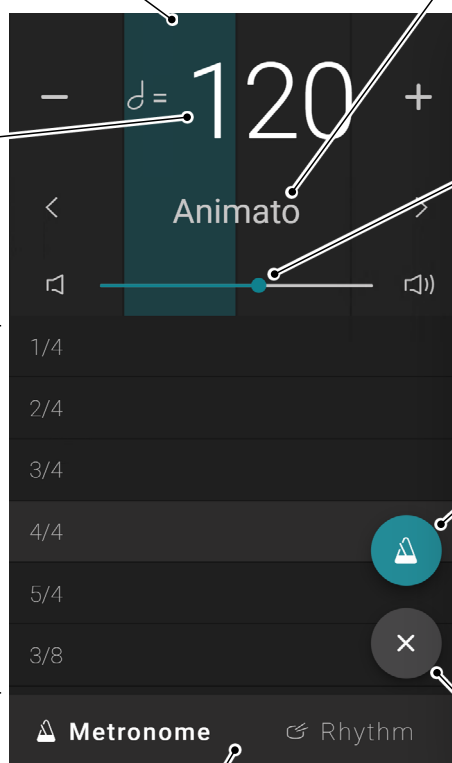 𝅗𝅥 = 120
Animato
1/4
2/4
3/4
4/4
5/4
3/8
Metronome Rhythm